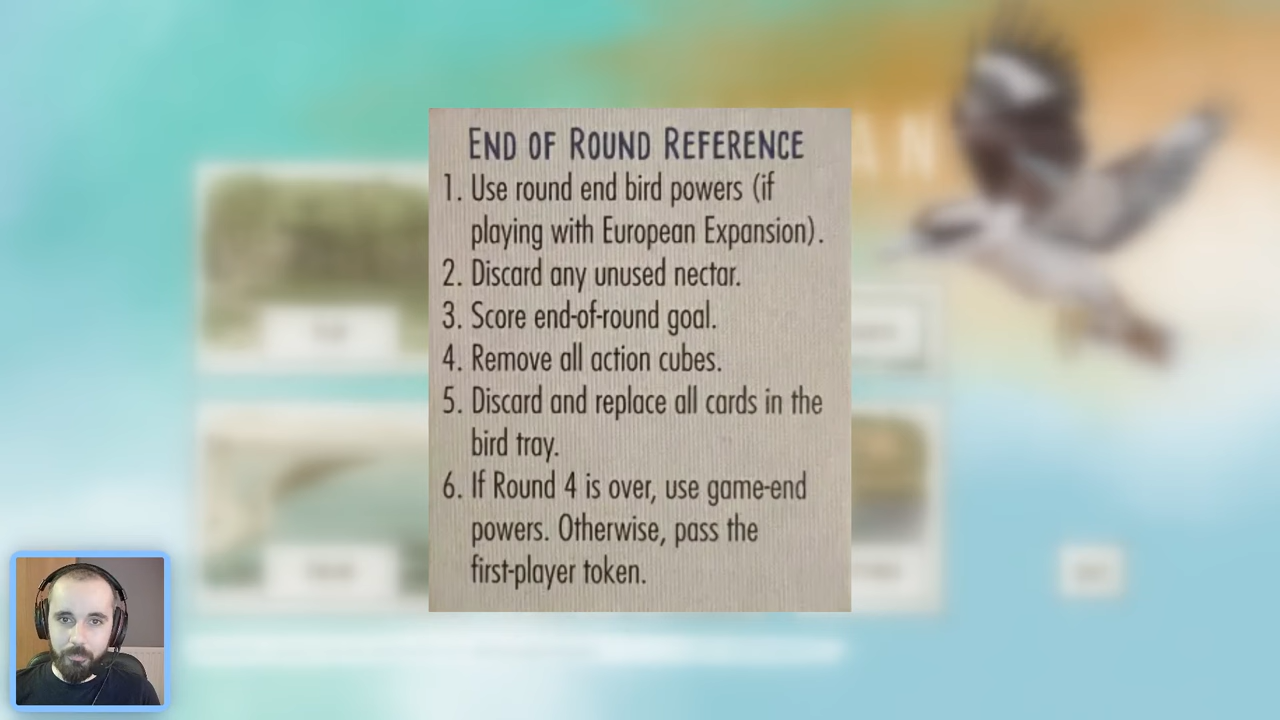 AN
END OF ROUND REFERENCE
1. Use round end bird powers (if
playing with European Expansion).
2. Discard any unused nectar.
3. Score end-of-round goal.
4. Remove all action cubes.
5. Discard and replace all cards in the
bird tray.
6. If Round 4 is over, use game-end
powers. Otherwise, pass the
first-player token.